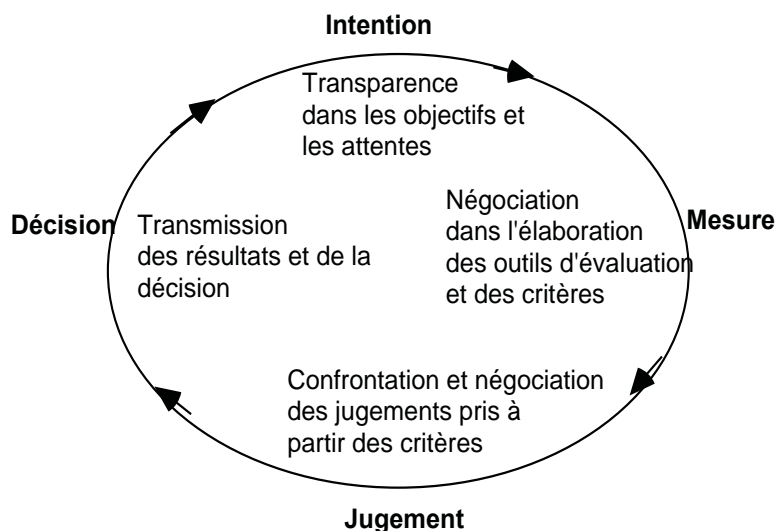 Intention
Transparence
dans les objectifs et
les attentes
Décision
Transmission
des résultats et de la
décision
Négociation
dans l'élaboration
des outils d'évaluation
et des critères
Mesure
Confrontation et négociation
des jugements pris à
partir des critères
Jugement